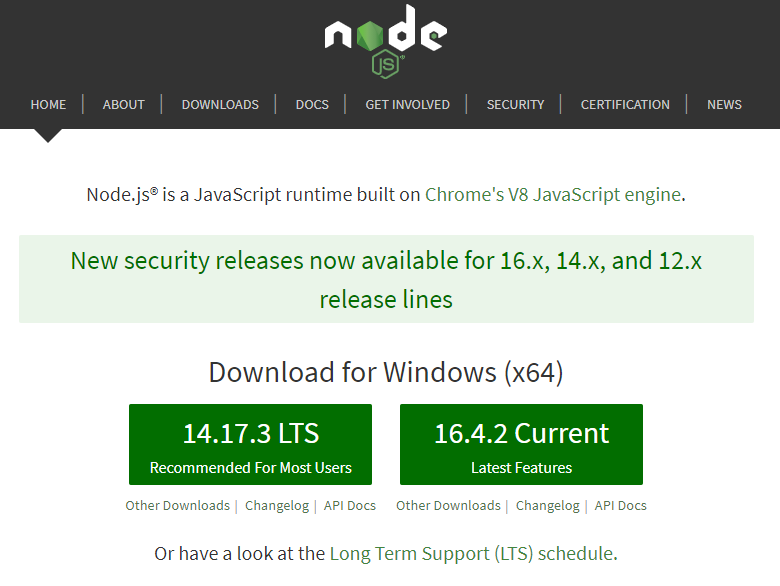 node
JS®
HOME | ABOUT | DOWNLOADS | DOCS | GET INVOLVED | SECURITY | CERTIFICATION | NEWS
Node.js® is a JavaScript runtime built on Chrome's V8 JavaScript engine.
New security releases now available for 16.x, 14.x, and 12.x
release lines
Download for Windows (x64)
14.17.3 LTS
Recommended For Most Users
16.4.2 Current
Latest Features
Other Downloads | Changelog | API Docs
Other Downloads | Changelog | API Docs
Or have a look at the Long Term Support (LTS) schedule.